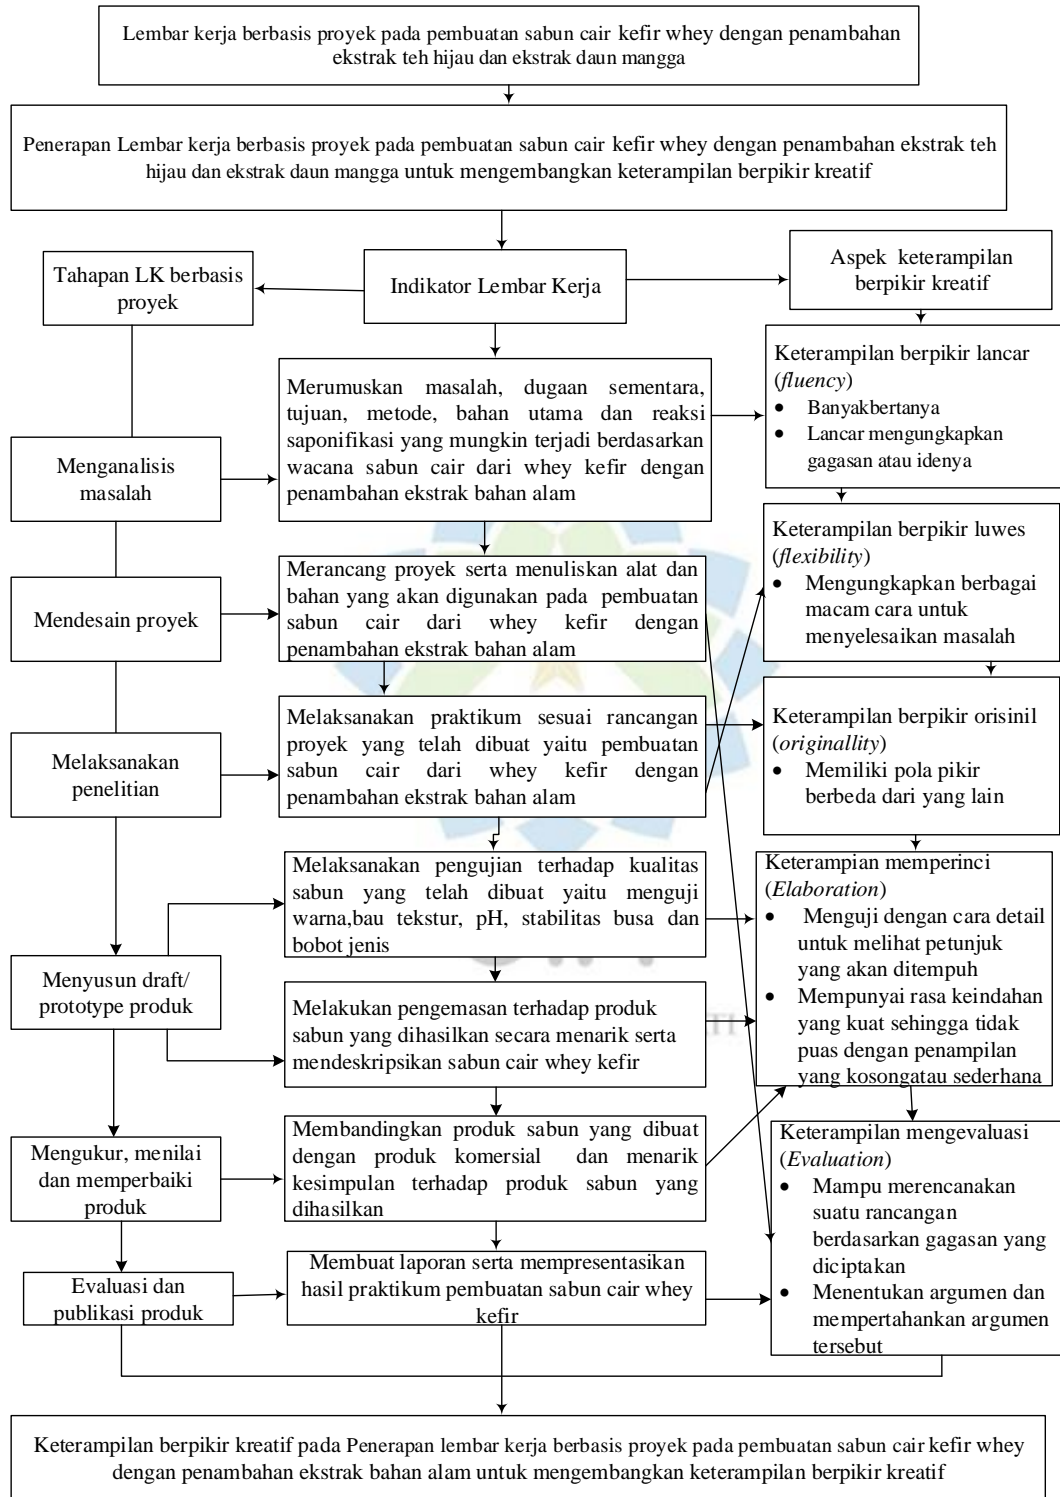 Lembar kerja berbasis proyek pada pembuatan sabun cair kefir whey dengan penambahan
ekstrak teh hijau dan ekstrak daun mangga
Penerapan Lembar kerja berbasis proyek pada pembuatan sabun cair kefir whey dengan penambahan ekstrak teh
hijau dan ekstrak daun mangga untuk mengembangkan keterampilan berpikir kreatif
Tahapan LK berbasis
proyek
Indikator Lembar Kerja
Aspek keterampilan
berpikir kreatif
Menganalisis
masalah
Merumuskan masalah, dugaan sementara,
tujuan, metode, bahan utama dan reaksi
saponifikasi yang mungkin terjadi berdasarkan
wacana sabun cair dari whey kefir dengan
penambahan ekstrak bahan alam
Keterampilan berpikir lancar
(fluency)
• Banyakbertanya
• Lancar mengungkapkan
gagasan atau idenya
Mendesain proyek
Merancang proyek serta menuliskan alat dan
bahan yang akan digunakan pada pembuatan
sabun cair dari whey kefir dengan
penambahan ekstrak bahan alam
Keterampilan berpikir luwes
(flexibility)
• Mengungkapkan berbagai
macam cara untuk
menyelesaikan masalah
Melaksanakan
penelitian
Melaksanakan praktikum sesuai rancangan
proyek yang telah dibuat yaitu pembuatan
sabun cair dari whey kefir dengan
penambahan ekstrak bahan alam
Keterampilan berpikir orisinil
(originallity)
• Memiliki pola pikir
berbeda dari yang lain
Menyusun draft/
prototype produk
Melaksanakan pengujian terhadap kualitas
sabun yang telah dibuat yaitu menguji
warna,bau tekstur, pH, stabilitas busa dan
bobot jenis
Melakukan pengemasan terhadap produk
sabun yang dihasilkan secara menarik serta
mendeskripsikan sabun cair whey kefir
Keterampian memperinci
(Elaboration)
• Menguji dengan cara detail
untuk melihat petunjuk
yang akan ditempuh
• Mempunyai rasa keindahan
yang kuat sehingga tidak
puas dengan penampilan
yang kosongatau sederhana
Mengukur, menilai
dan memperbaiki
produk
Membandingkan produk sabun yang dibuat
dengan produk komersial dan menarik
kesimpulan terhadap produk sabun yang
dihasilkan
Keterampilan mengevaluasi
(Evaluation)
• Mampu merencanakan
suatu rancangan
berdasarkan gagasan yang
diciptakan
• Menentukan argumen dan
mempertahankan argumen
tersebut
Evaluasi dan
publikasi produk
Membuat laporan serta mempresentasikan
hasil praktikum pembuatan sabun cair whey
kefir
Keterampilan berpikir kreatif pada Penerapan lembar kerja berbasis proyek pada pembuatan sabun cair kefir whey
dengan penambahan ekstrak bahan alam untuk mengembangkan keterampilan berpikir kreatif